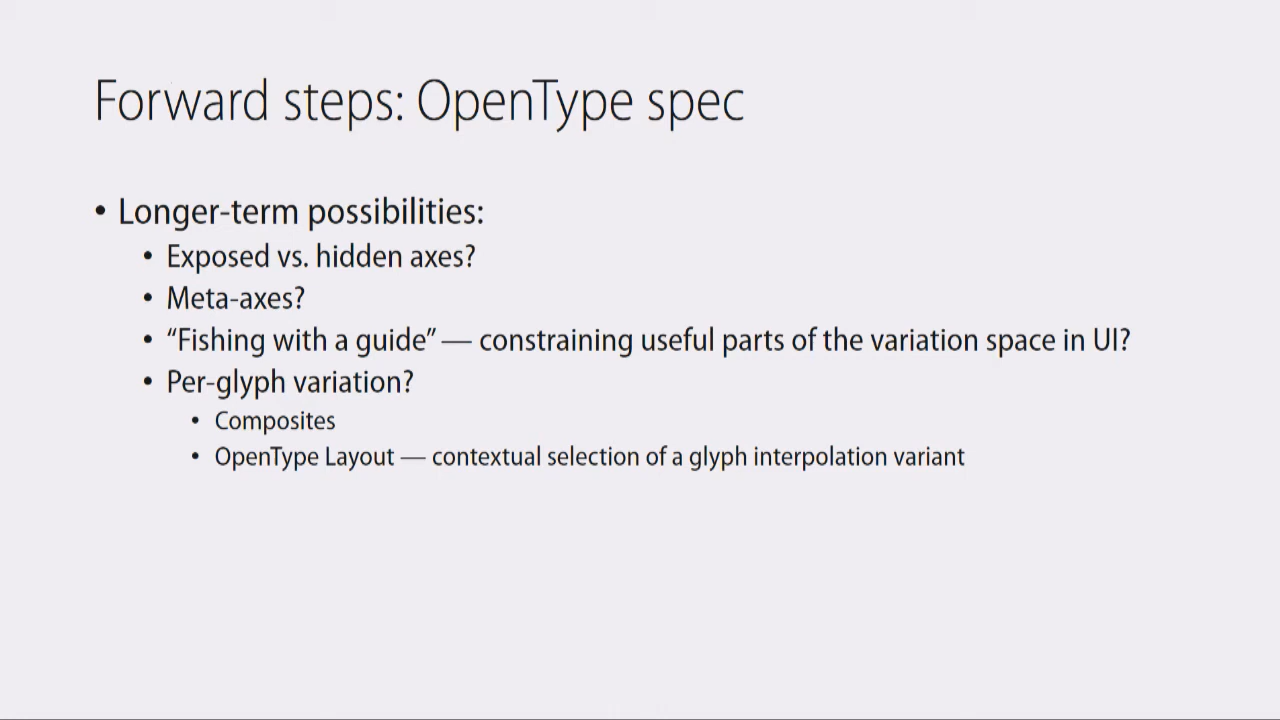 Forward steps: OpenType spec
• Longer-term possibilities:
• Exposed vs. hidden axes?
• Meta-axes?
• “Fishing with a guide” — constraining useful parts of the variation space in UI?
• Per-glyph variation?
• Composites
• OpenType Layout — contextual selection of a glyph interpolation variant